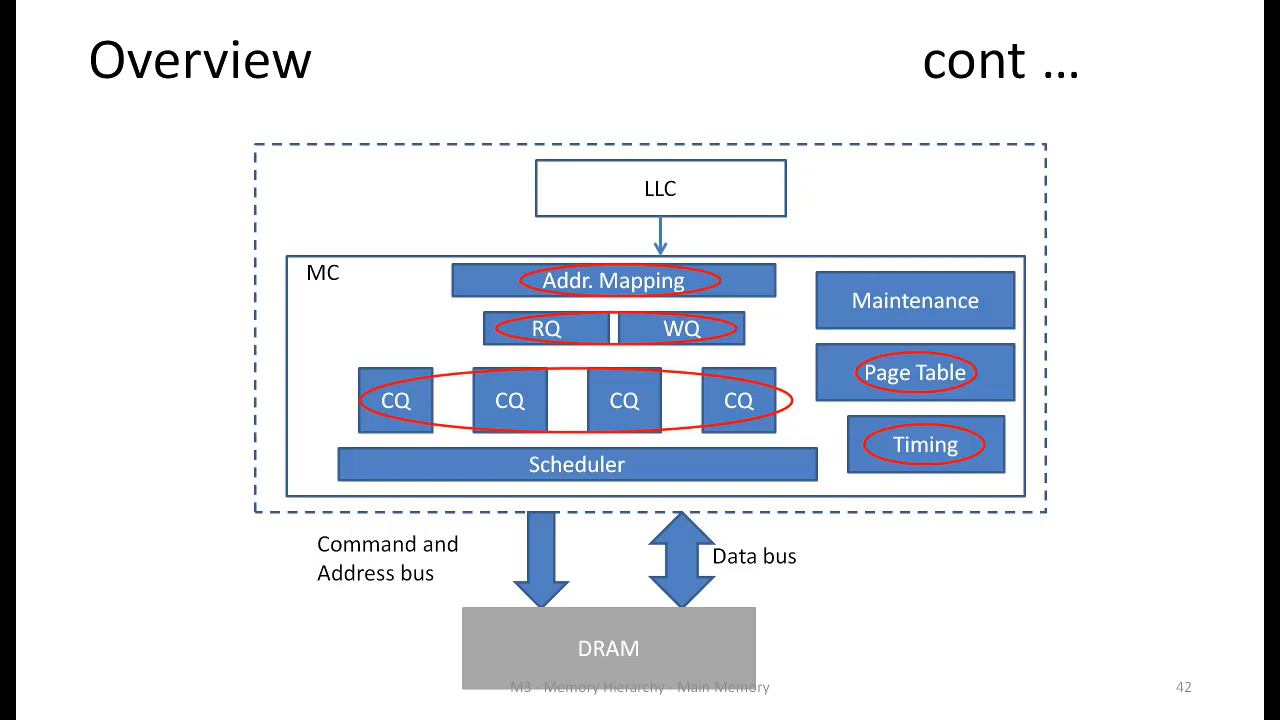 Overview cont ...
LLC
MC
Addr. Mapping
Maintenance
RQ WQ
Page Table
CQ CQ CQ CQ
Timing
Scheduler
Command and
Address bus
Data bus
DRAM
M3 - Memory Hierarchy - Main Memory
42